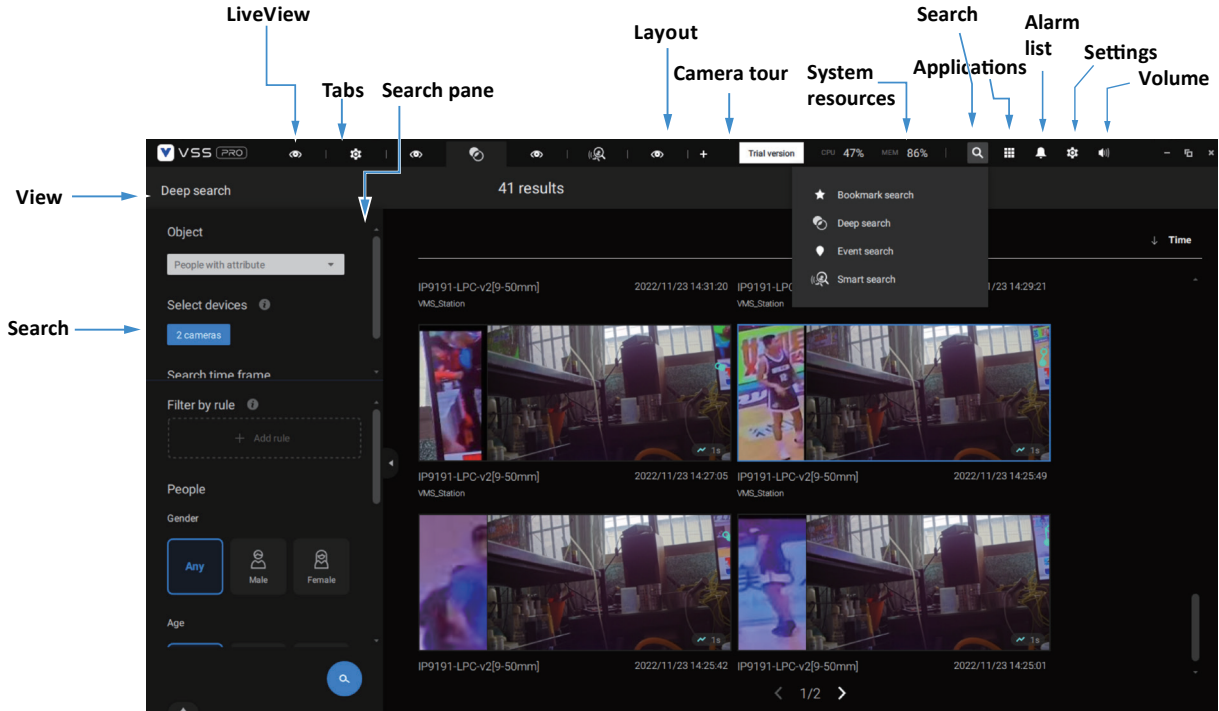 LiveView
Search
Alarm
list
Layout
Settings
Camera tour
System
resources
Applications
Volume
Tabs
Search pane
VSS PRO
Trial version
CPU 47%
MEM 86%
View
Deep search
41 results
Bookmark search
Deep search
Event search
Smart search
Object
People with attribute
↓ Time
Select devices
2 cameras
Search
Search time frame
Filter by rule
+ Add rule
People
Gender
Any
Male
Female
Age
IP9191-LPC-v2[9-50mm] 2022/11/23 14:31:20
VMS_Station
IP9191-LPC /23 14:29:21
VMS_Station
1s
1s
IP9191-LPC-v2[9-50mm] 2022/11/23 14:27:05
VMS_Station
IP9191-LPC-v2[9-50mm] 2022/11/23 14:25:49
VMS_Station
12
1s
1s
IP9191-LPC-v2[9-50mm] 2022/11/23 14:25:42
IP9191-LPC-v2[9-50mm] 2022/11/23 14:25:01
1/2